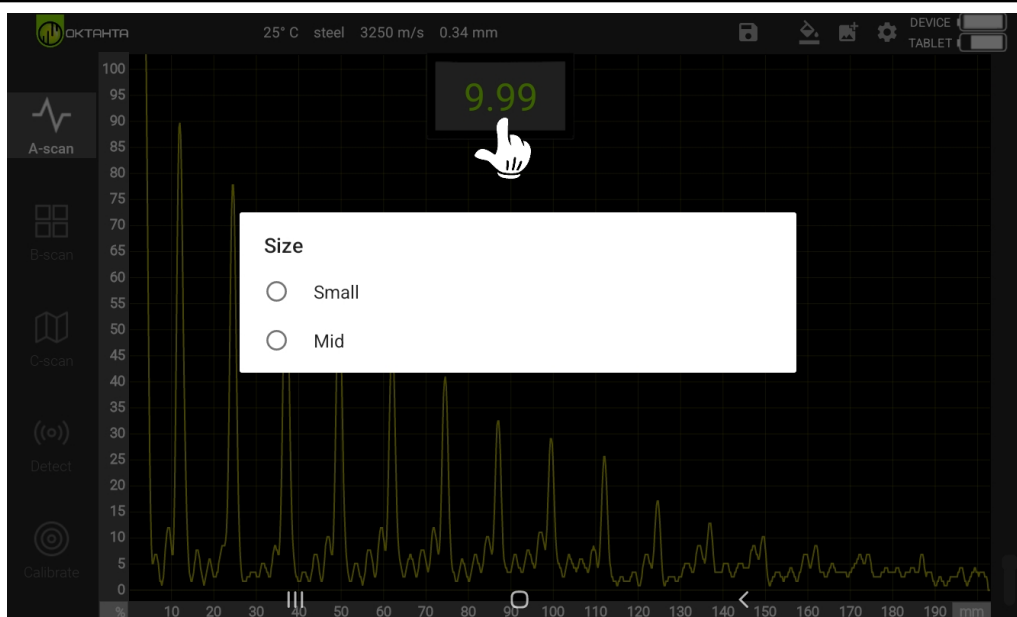 ОКТАНТА
25° C steel 3250 m/s 0.34 mm
DEVICE
TABLET
9.99
A-scan
B-scan
C-scan
Detect
Calibrate
100
95
90
85
80
75
70
65
60
55
50
45
40
35
30
25
20
15
10
5
0
Size
Small
Mid
% 10 20 30 40 50 60 70 80 90 100 110 120 130 140 150 160 170 180 190 mm